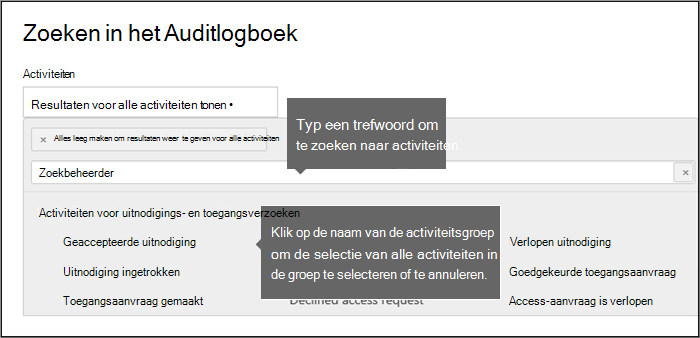 Zoeken in het Auditlogboek
Activiteiten
Resultaten voor alle activiteiten tonen •
Typ een trefwoord om
te zoeken naar activiteiten.
× Alles leeg maken om resultaten weer te geven voor alle activiteiten
Zoekbeheerder ×
Activiteiten voor uitnodigings- en toegangsverzoeken
Klik op de naam van de activiteitsgroep
om de selectie van alle activiteiten in
de groep te selecteren of te annuleren.
Geaccepteerde uitnodiging Verlopen uitnodiging
Uitnodiging ingetrokken Goedgekeurde toegangsaanvraag
Toegangsaanvraag gemaakt Declined access request Access-aanvraag is verlopen